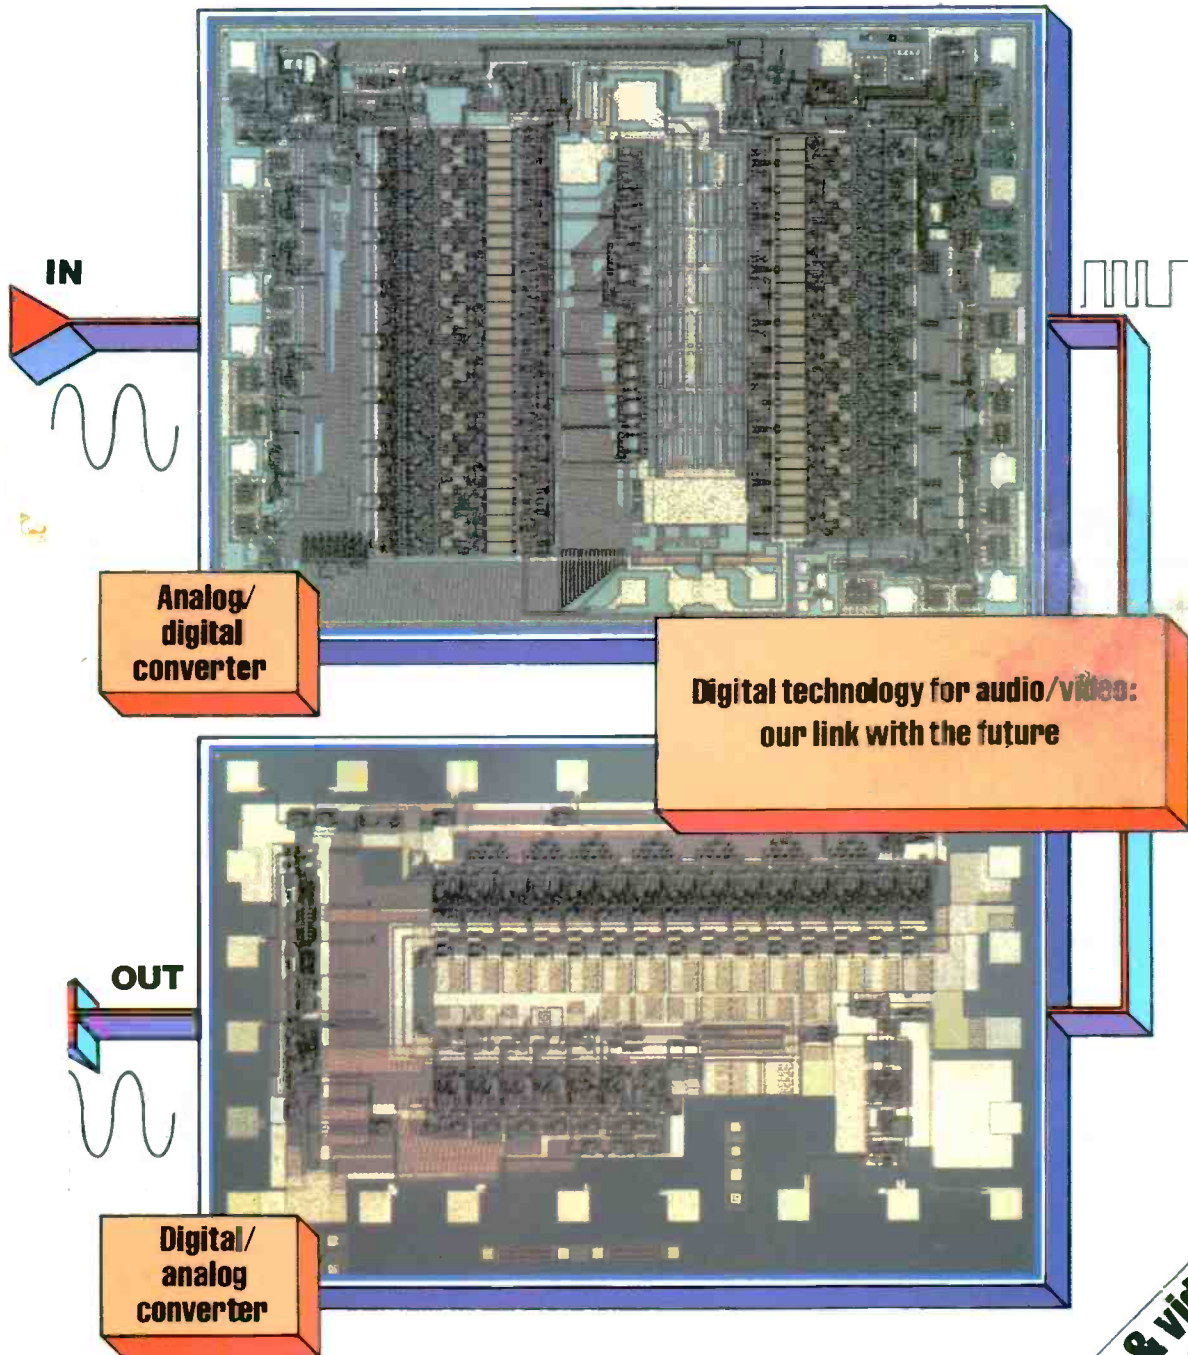 IN
Analog/
digital
converter
Digital technology for audio/video:
our link with the future
OUT
Digital/
analog
converter
&